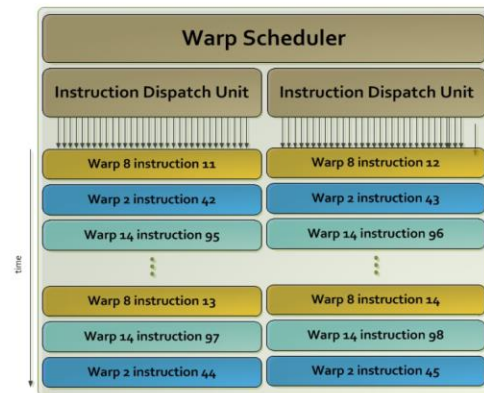 Warp Scheduler
Instruction Dispatch Unit
Instruction Dispatch Unit
Warp 8 instruction 11
Warp 8 instruction 12
Warp 2 instruction 42
Warp 2 instruction 43
Warp 14 instruction 95
Warp 14 instruction 96
time
Warp 8 instruction 13
Warp 8 instruction 14
Warp 14 instruction 97
Warp 14 instruction 98
Warp 2 instruction 44
Warp 2 instruction 45